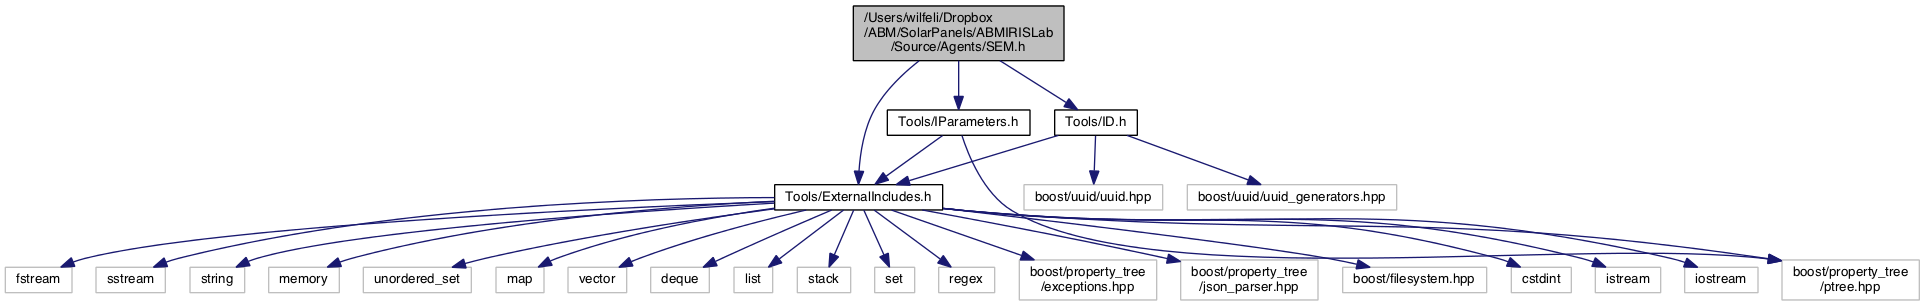 /Users/wilfeli/Dropbox
/ABM/SolarPanels/ABMIRISLab
/Source/Agents/SEM.h
Tools/IParameters.h
Tools/ID.h
Tools/ExternalIncludes.h
boost/uuid/uuid.hpp
boost/uuid/uuid_generators.hpp
fstream
sstream
string
memory
unordered_set
map
vector
deque
list
stack
set
regex
boost/property_tree
/exceptions.hpp
boost/property_tree
/json_parser.hpp
boost/filesystem.hpp
cstdint
istream
iostream
boost/property_tree
/ptree.hpp